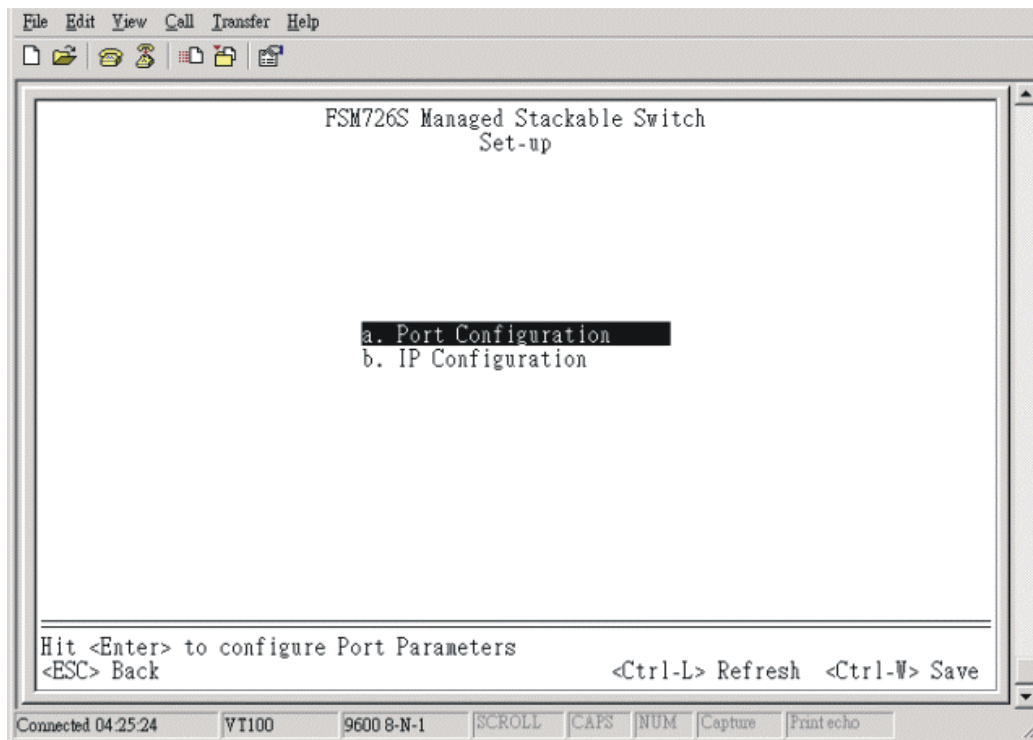 File Edit View Call Transfer Help
FSM726S Managed Stackable Switch
Set-up
a. Port Configuration
b. IP Configuration
Hit <Enter> to configure Port Parameters
<ESC> Back <Ctrl-L> Refresh <Ctrl-W> Save
Connected 04:25:24 VT100 9600 8-N-1 SCROLL CAPS NUM Capture Print echo